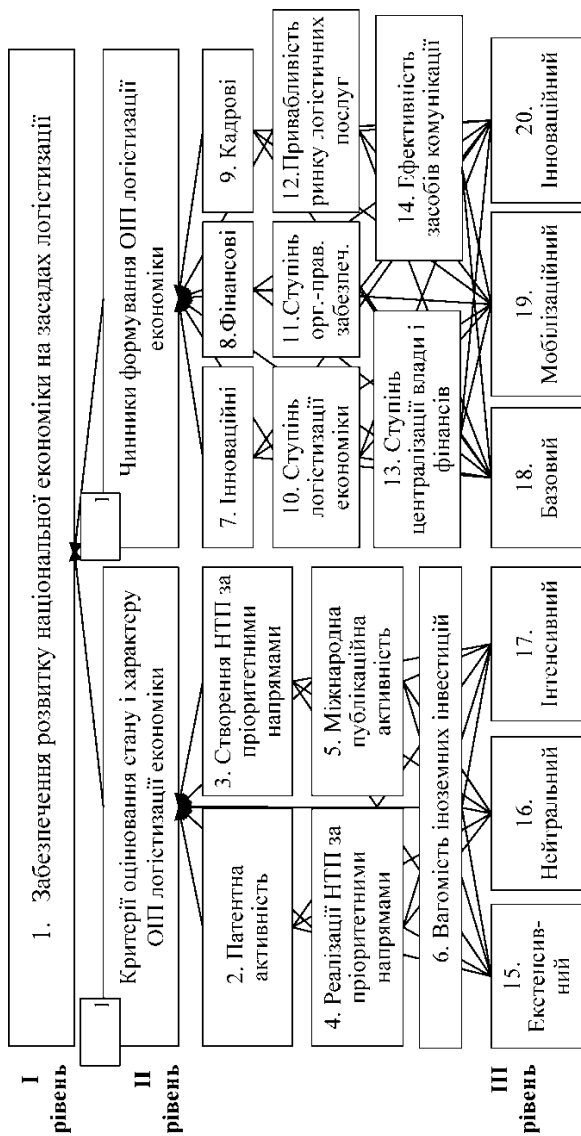 I
рівень
1. Забезпечення розвитку національної економіки на засадах логістизації
II
рівень
1
Критерії оцінювання стану і характеру
ОІП логістизації економіки
1
Чинники формування ОІП логістизації
економіки
2. Патентна
активність
3. Створення НТП за
пріоритетними
напрямами
4. Реалізації НТП за
пріоритетними
напрямами
5. Міжнародна
публікаційна
активність
6. Вагомість іноземних інвестицій
7. Інноваційні
8.Фінансові
9. Кадрові
10. Ступінь
логістизації
економіки
11. Ступінь
орг.-прав.
забезпеч.
12.Привабливість
ринку логістичних
послуг
13. Ступінь
централізації влади і
фінансів
14. Ефективність
засобів комунікації
III
рівень
15.
Екстенсив-
ний
16.
Нейтральний
17.
Інтенсивний
18.
Базовий
19.
Мобілізаційний
20.
Інноваційний